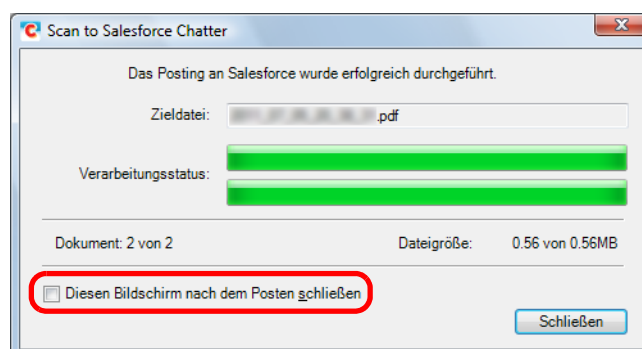 Scan to Salesforce Chatter
Das Posting an Salesforce wurde erfolgreich durchgeführt.
Zieldatei: .pdf
Verarbeitungsstatus:
Dokument: 2 von 2 Dateigröße: 0.56 von 0.56MB
Diesen Bildschirm nach dem Posten schließen
Schließen